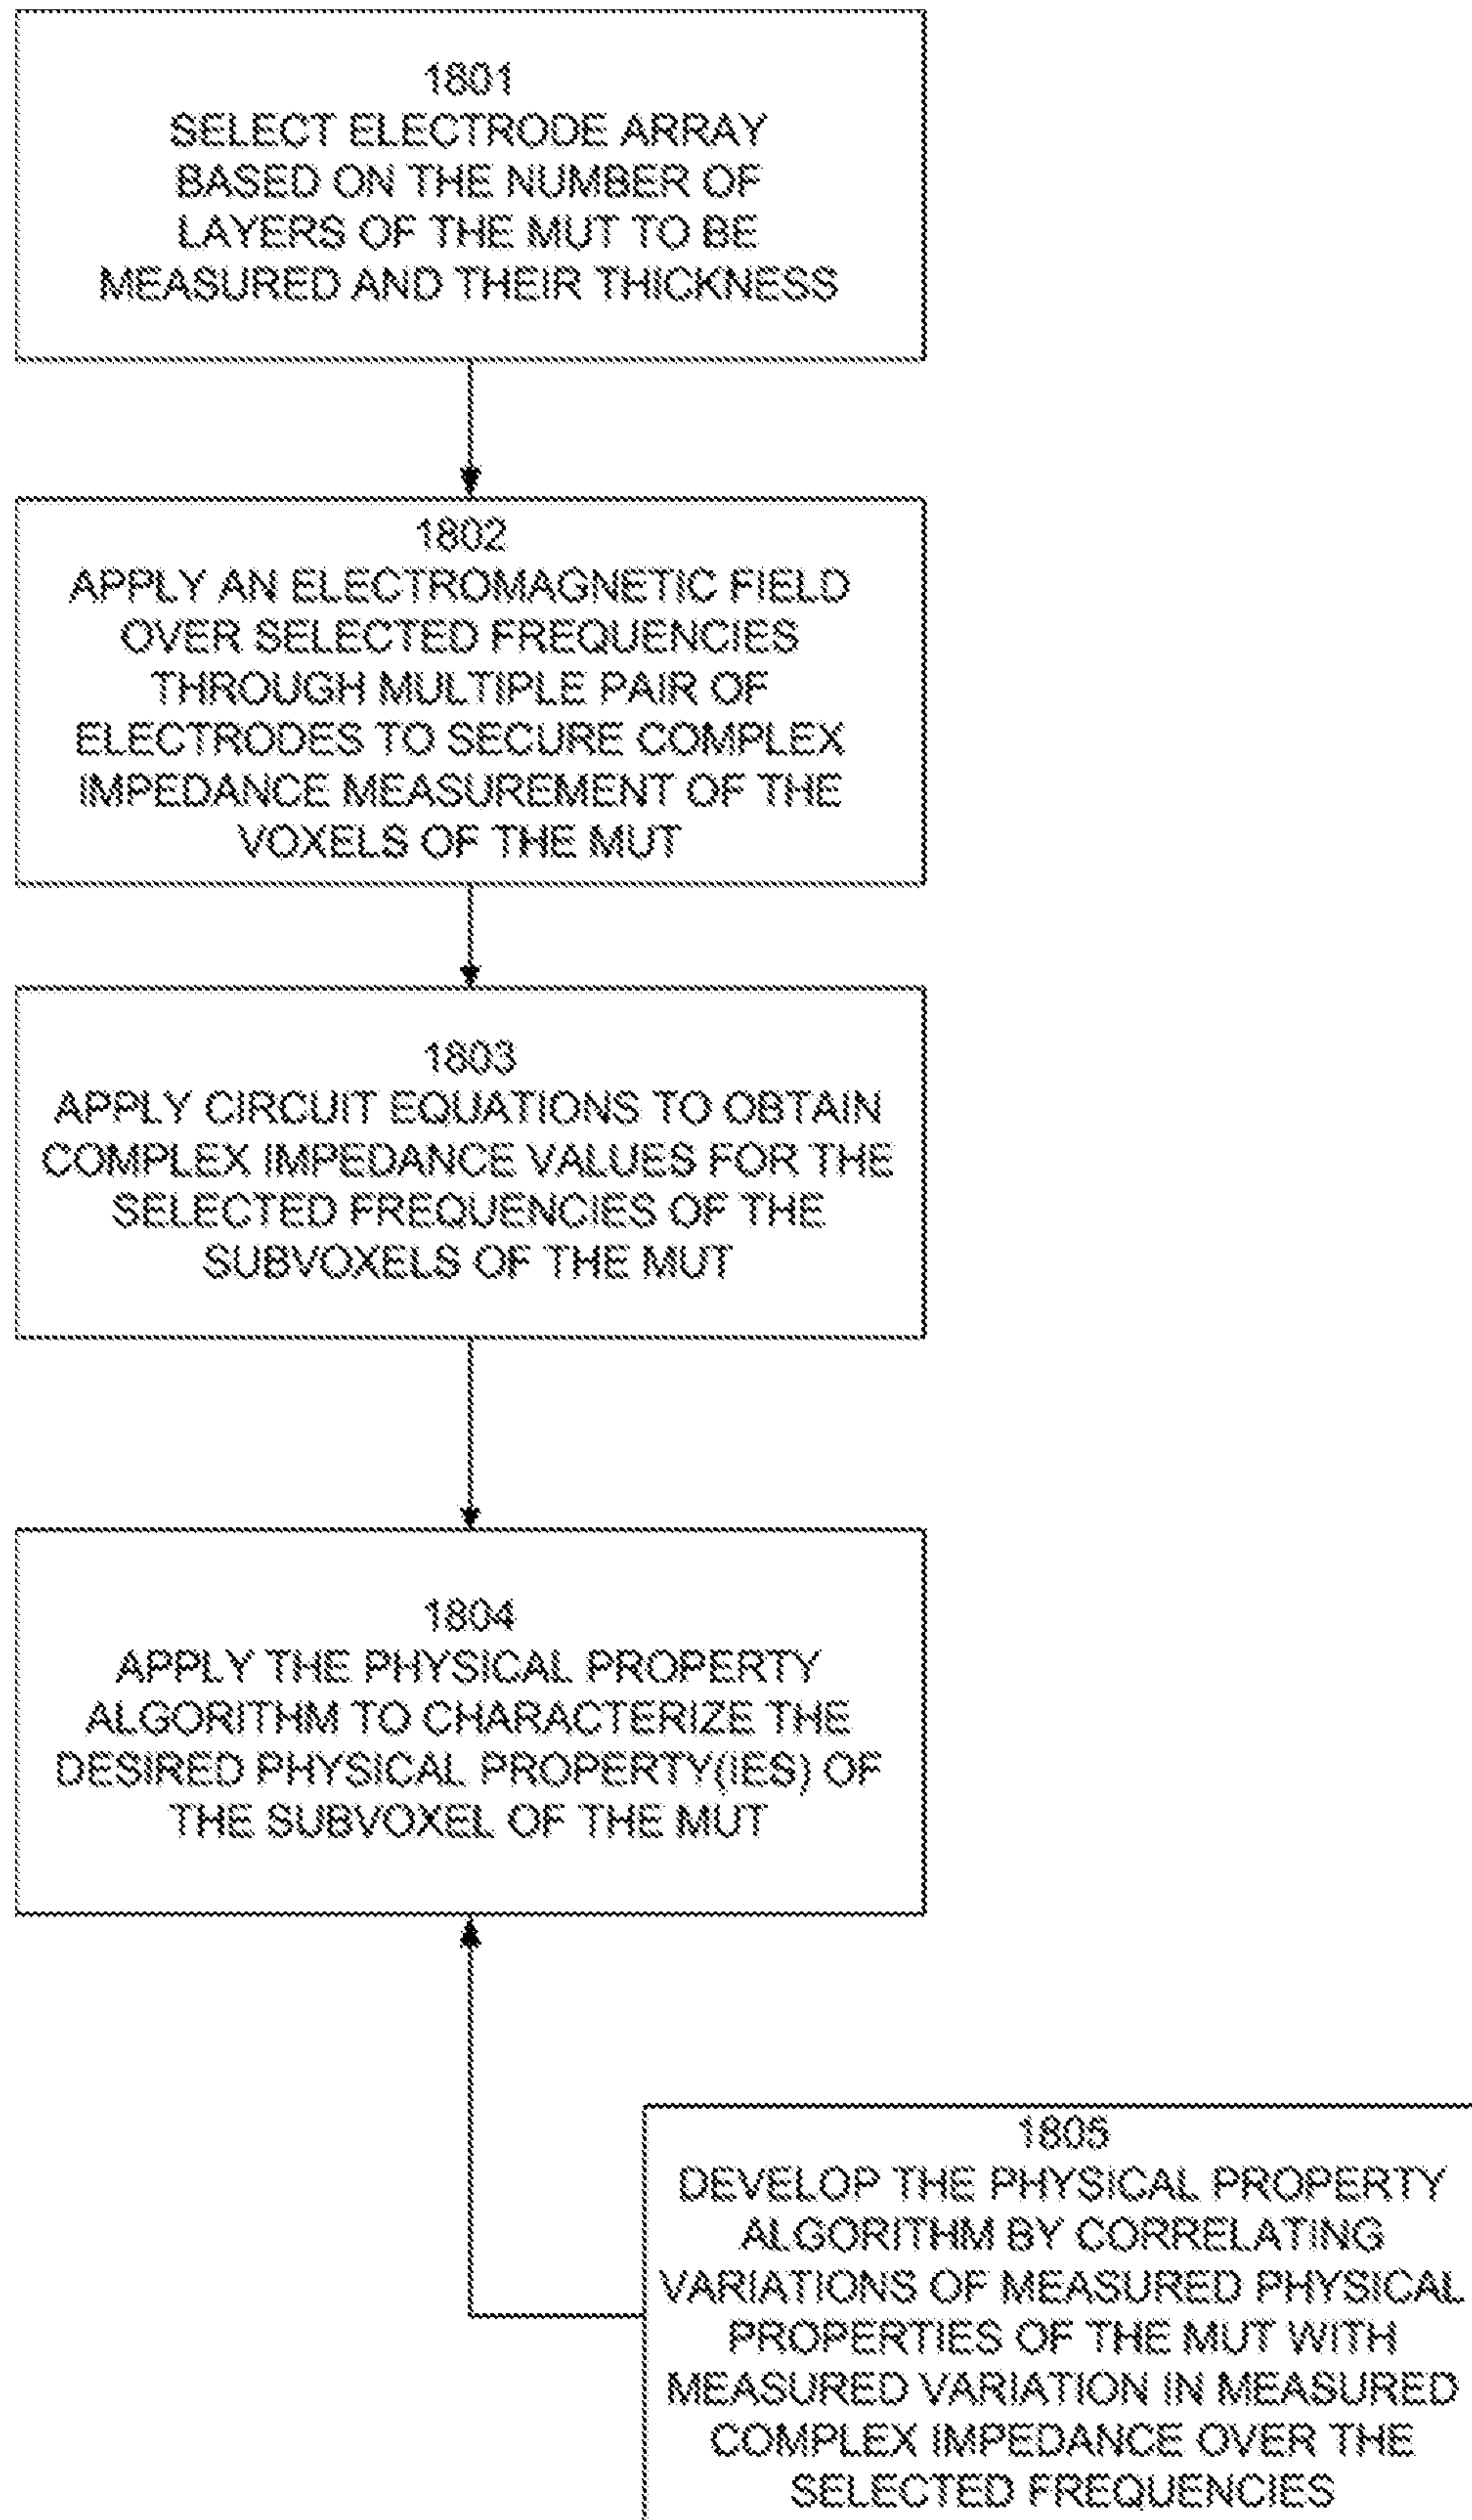 1801
SELECT ELECTRODE ARRAY
BASED ON THE NUMBER OF
LAYERS OF THE MUT TO BE
MEASURED AND THEIR THICKNESS
1802
APPLY AN ELECTROMAGNETIC FIELD
OVER SELECTED FREQUENCIES
THROUGH MULTIPLE PAIR OF
ELECTRODES TO SECURE COMPLEX
IMPEDANCE MEASUREMENT OF THE
VOXELS OF THE MUT
1803
APPLY CIRCUIT EQUATIONS TO OBTAIN
COMPLEX IMPEDANCE VALUES FOR THE
SELECTED FREQUENCIES OF THE
SUBVOXELS OF THE MUT
1804
APPLY THE PHYSICAL PROPERTY
ALGORITHM TO CHARACTERIZE THE
DESIRED PHYSICAL PROPERTY(IES) OF
THE SUBVOXEL OF THE MUT
1805
DEVELOP THE PHYSICAL PROPERTY
ALGORITHM BY CORRELATING
VARIATIONS OF MEASURED PHYSICAL
PROPERTIES OF THE MUT WITH
MEASURED VARIATION IN MEASURED
COMPLEX IMPEDANCE OVER THE
SELECTED FREQUENCIES